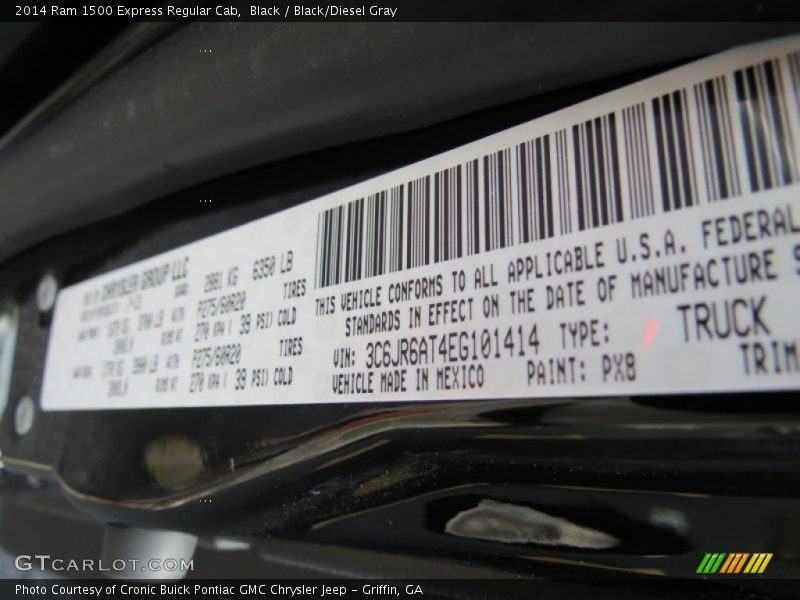 2014 Ram 1500 Express Regular Cab,  Black / Black/Diesel Gray
CHRYSLER GROUP LLC
2881 KG 6350 LB
TIRES
P275/60R20
270 KPA ( 39 PSI) COLD
TIRES
P275/60R20
270 KPA ( 39 PSI) COLD
THIS VEHICLE CONFORMS TO ALL APPLICABLE U.S.A. FEDERAL
STANDARDS IN EFFECT ON THE DATE OF MANUFACTURE
VIN: 3C6JR6AT4EG101414 TYPE: TRUCK
VEHICLE MADE IN MEXICO PAINT: PX8 TRIM
GTCARLOT.COM
Photo Courtesy of Cronic Buick Pontiac GMC Chrysler Jeep - Griffin, GA